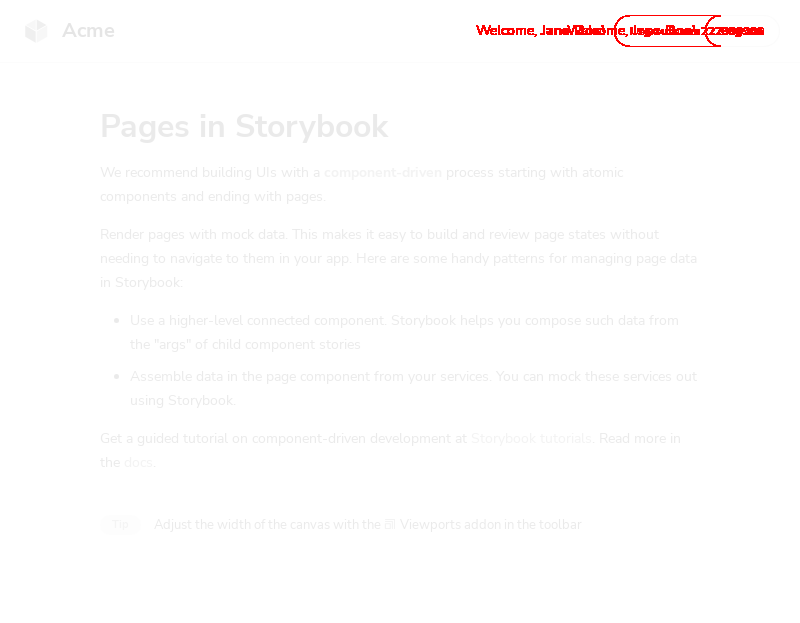 Acme
Welcome, Jane Doe!
Pages in Storybook
We recommend building UIs with a component-driven process starting with atomic
components and ending with pages.
Render pages with mock data. This makes it easy to build and review page states without
needing to navigate to them in your app. Here are some handy patterns for managing page data
in Storybook:
Use a higher-level connected component. Storybook helps you compose such data from
the "args" of child component stories
Assemble data in the page component from your services. You can mock these services out
using Storybook.
Get a guided tutorial on component-driven development at Storybook tutorials. Read more in
the docs.
Tip Adjust the width of the canvas with the Viewports addon in the toolbar